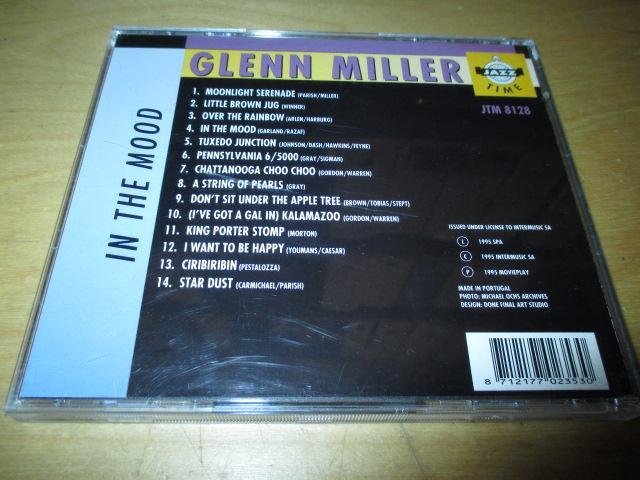 GLENN MILLER
JAZZ
TIME
JTM 8128
IN THE MOOD
1. MOONLIGHT SERENADE (PARISH/MILLER)
2. LITTLE BROWN JUG (WINNER)
3. OVER THE RAINBOW (ARLEN/HARBURG)
4. IN THE MOOD (GARLAND/RAZAF)
5. TUXEDO JUNCTION (JOHNSON/DASH/HAWKINS/FEYNE)
6. PENNSYLVANIA 6/5000 (GRAY/SIGMAN)
7. CHATTANOOGA CHOO CHOO (GORDON/WARREN)
8. A STRING OF PEARLS (GRAY)
9. DON'T SIT UNDER THE APPLE TREE (BROWN/TOBIAS/STEPT)
10. (I'VE GOT A GAL IN) KALAMAZOO (GORDON/WARREN)
11. KING PORTER STOMP (MORTON)
12. I WANT TO BE HAPPY (YOUMANS/CAESAR)
13. CIRIBIRIBIN (PESTALOZZA)
14. STAR DUST (CARMICHAEL/PARISH)
ISSUED UNDER LICENSE TO INTERMUSIC SA
L 1995 SPA
C 1995 INTERMUSIC SA
P 1995 MOVIEPLAY
MADE IN PORTUGAL
PHOTO: MICHAEL OCHS ARCHIVES
DESIGN: DONE FINAL ART STUDIO
8 712177 023530